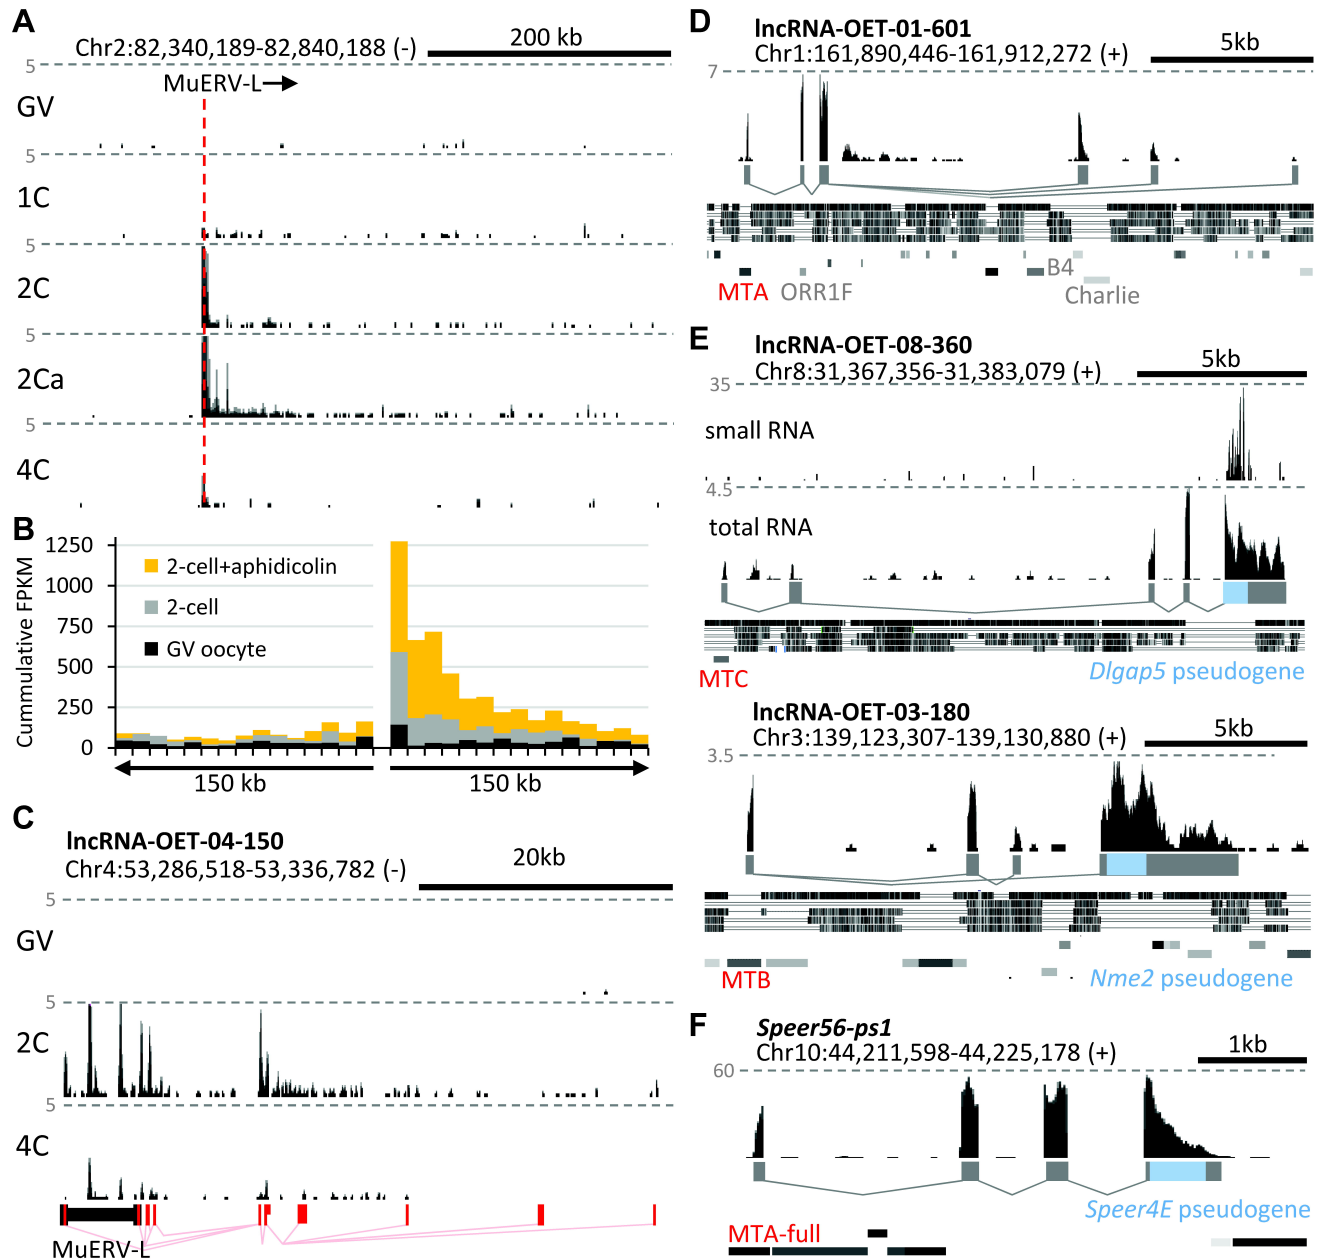 A
Chr2:82,340,189-82,840,188 (-)
200 kb
5
MuERV-L
GV
5
1C
5
2C
5
2Ca
5
4C
B
Cummulative FPKM
1250
1000
750
500
250
0
2-cell+aphidicolin
2-cell
GV oocyte
150 kb
150 kb
C
lncRNA-OET-04-150
Chr4:53,286,518-53,336,782 (-)
20kb
5
GV
5
2C
5
4C
MuERV-L
D
lncRNA-OET-01-601
Chr1:161,890,446-161,912,272 (+)
5kb
7
B4
MTA
ORR1F
Charlie
E
lncRNA-OET-08-360
Chr8:31,367,356-31,383,079 (+)
5kb
35
small RNA
4.5
total RNA
MTC
Dlgap5 pseudogene
lncRNA-OET-03-180
Chr3:139,123,307-139,130,880 (+)
5kb
3.5
MTB
Nme2 pseudogene
F
Speer56-ps1
Chr10:44,211,598-44,225,178 (+)
1kb
60
Speer4E pseudogene
MTA-full